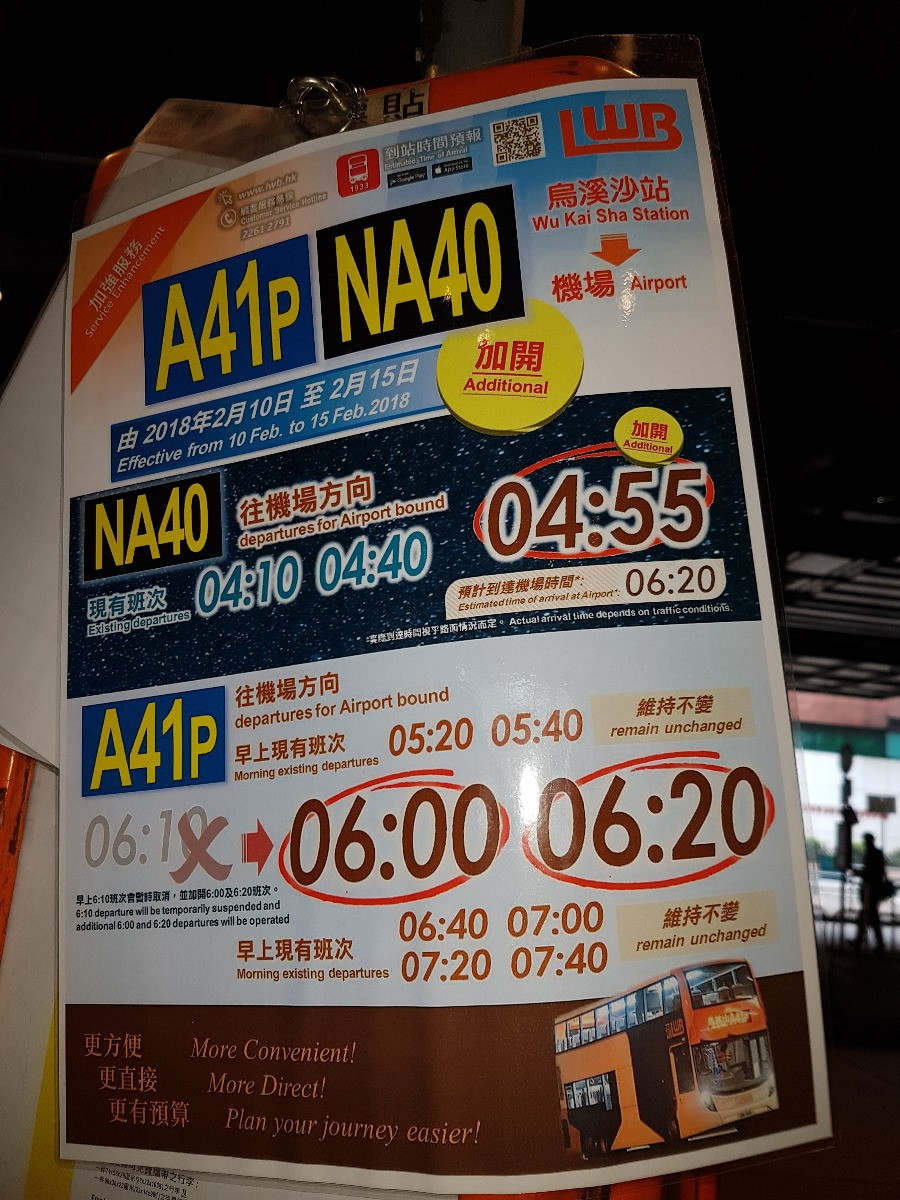 貼
LWB
到站時間預報
Estimated Time of Arrival
1933
Google Play
App Store
www.lwb.hk
顧客服務熱線
Customer Service Hotline
2261 2791
烏溪沙站
Wu Kai Sha Station
機場 Airport
加強服務
Service Enhancement
A41P NA40
加開
Additional
由 2018年2月10日 至 2月15日
Effective from 10 Feb. to 15 Feb.2018
NA40
往機場方向
departures for Airport bound
現有班次
Existing departures
04:10 04:40
加開
Additional
04:55
預計到達機場時間*:
Estimated time of arrival at Airport*:
06:20
*實際到達時間視乎路面情況而定。 Actual arrival time depends on traffic conditions.
A41P
往機場方向
departures for Airport bound
早上現有班次
Morning existing departures
05:20 05:40
維持不變
remain unchanged
06:10
06:00 06:20
早上6:10班次會暫時取消，並加開6:00及6:20班次。
6:10 departure will be temporarily suspended and
additional 6:00 and 6:20 departures will be operated
早上現有班次
Morning existing departures
06:40 07:00
07:20 07:40
維持不變
remain unchanged
更方便 More Convenient!
更直接 More Direct!
更有預算 Plan your journey easier!